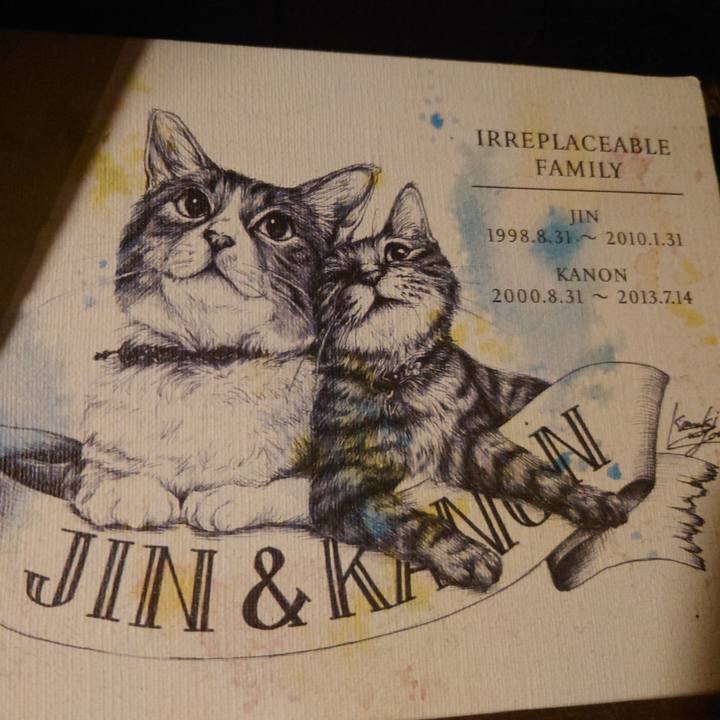 IRREPLACEABLE
FAMILY
JIN
1998.8.31 ~ 2010.1.31
KANON
2000.8.31 ~ 2013.7.14
JIN & KANON